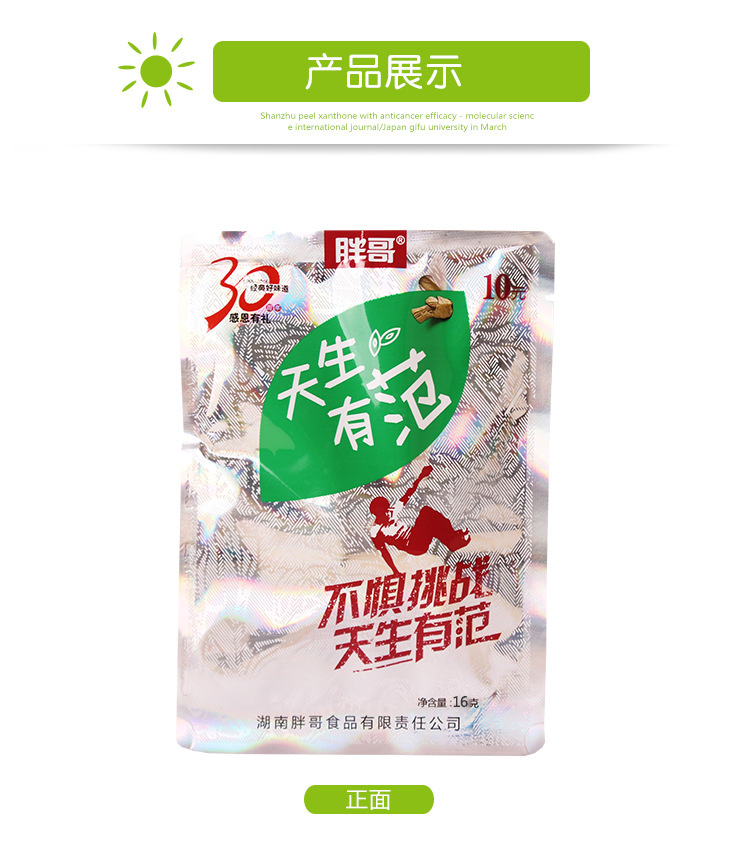 产品展示
Shanzhu peel xanthone with anticancer efficacy - molecular scienc
e international journal/Japan gifu university in March
胖哥®
30
经典好味道
周年
感恩有礼
10元
天生
有范
不惧挑战
天生有范
净含量:16克
湖南胖哥食品有限责任公司
正面